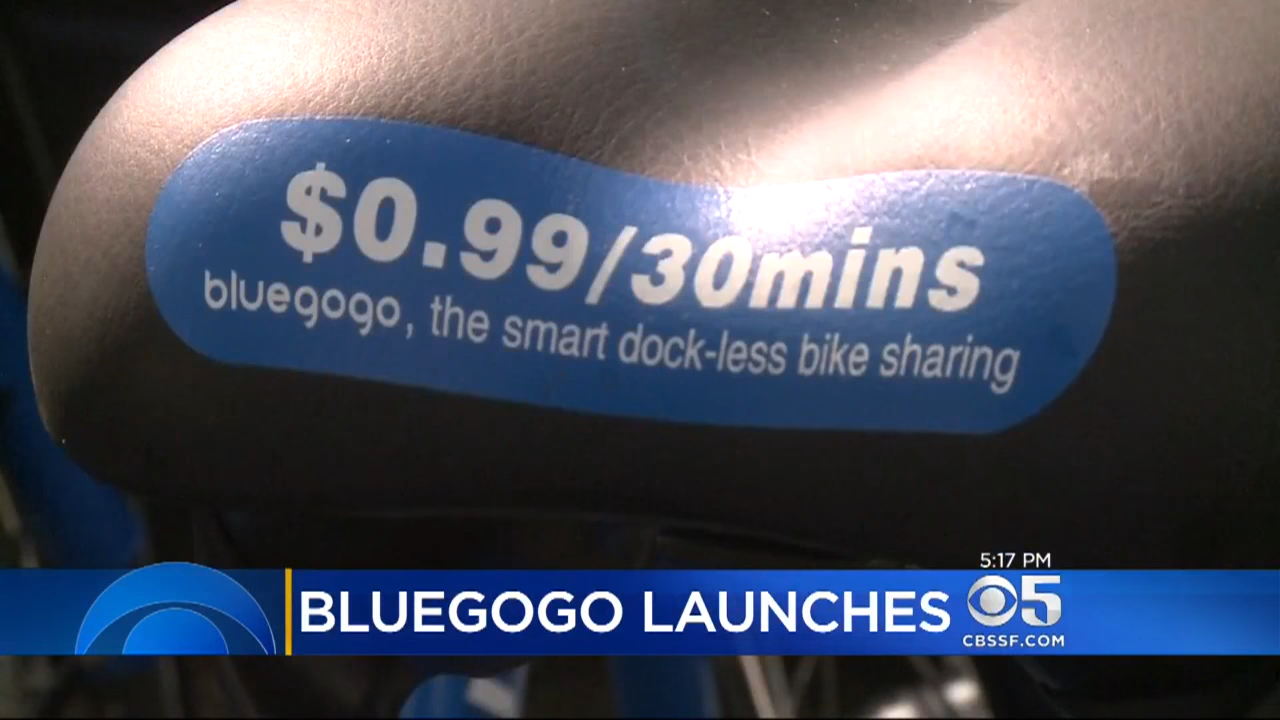 $0.99/30mins
bluegogo, the smart dock-less bike sharing
5:17 PM
BLUEGOGO LAUNCHES
5
CBSSF.COM